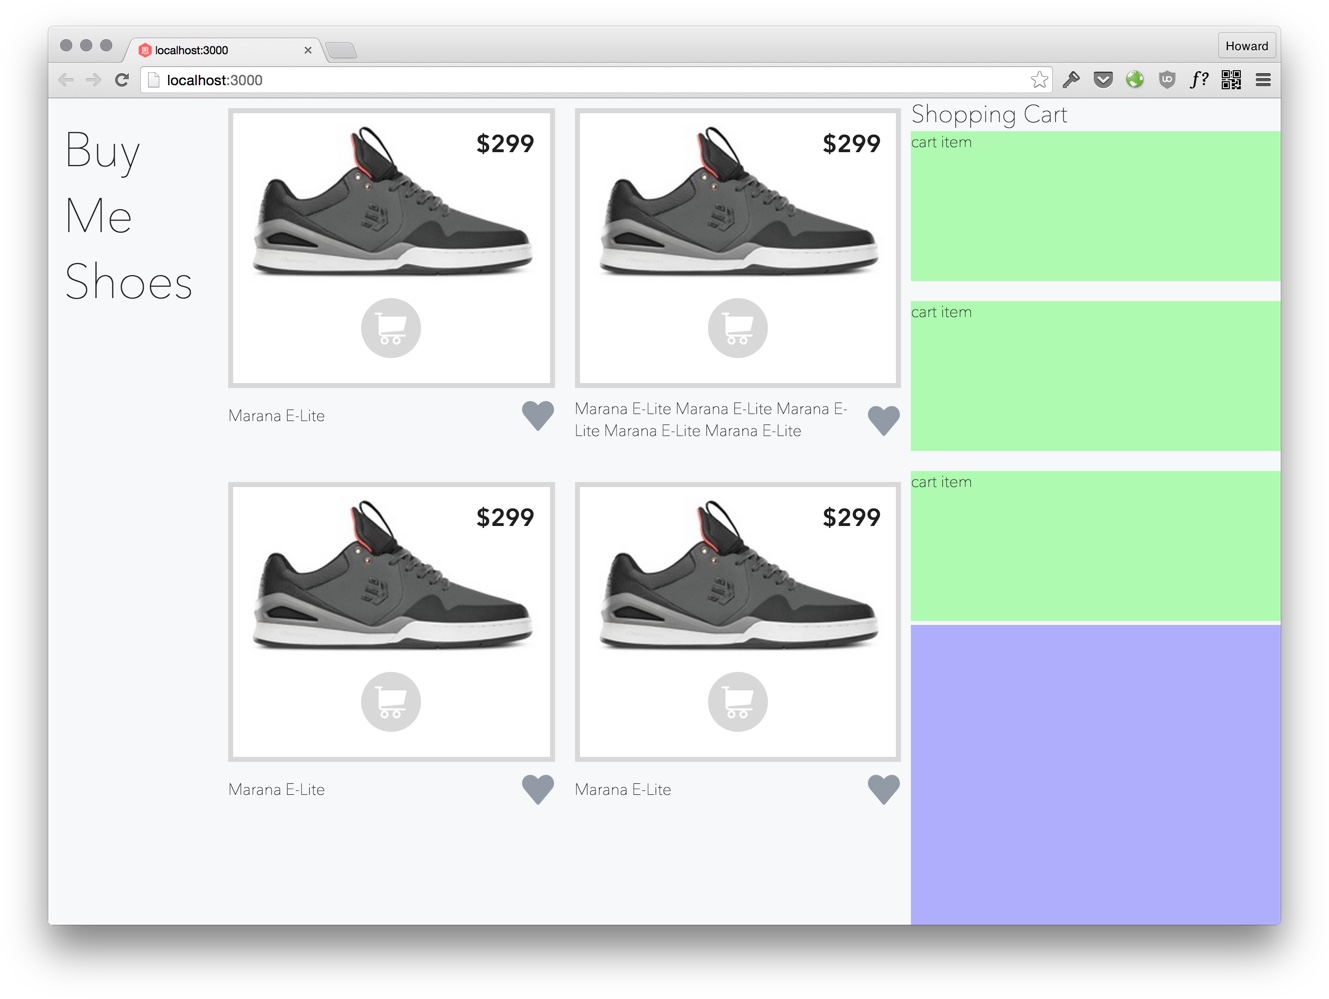 localhost:3000
Howard
localhost:3000
f?
Buy
Me
Shoes
$299
$299
Marana E-Lite
Marana E-Lite Marana E-Lite Marana E-
Lite Marana E-Lite Marana E-Lite
$299
$299
Marana E-Lite
Marana E-Lite
Shopping Cart
cart item
cart item
cart item